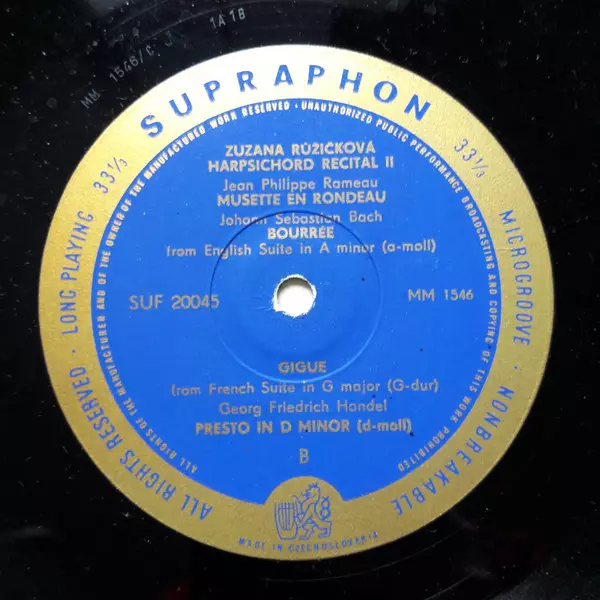 MM 1546/C 1A1B
SUPRAPHON
33⅓
33⅓
ALL RIGHTS RESERVED · LONG PLAYING
MICROGROOVE · NONBREAKABLE
ALL RIGHTS OF THE MANUFACTURER AND OF THE OWNER OF THE MANUFACTURED WORK RESERVED · UNAUTHORIZED PUBLIC PERFORMANCE BROADCASTING AND COPYING OF THIS WORK PROHIBITED
ZUZANA RŮŽIČKOVÁ
HARPSICHORD RECITAL II
Jean Philippe Rameau
MUSETTE EN RONDEAU
Johann Sebastian Bach
BOURRÉE
from English Suite in A minor (a-moll)
SUF 20045
MM 1546
GIGUE
from French Suite in G major (G-dur)
Georg Friedrich Handel
PRESTO IN D MINOR (d-moll)
B
MADE IN CZECHOSLOVAKIA